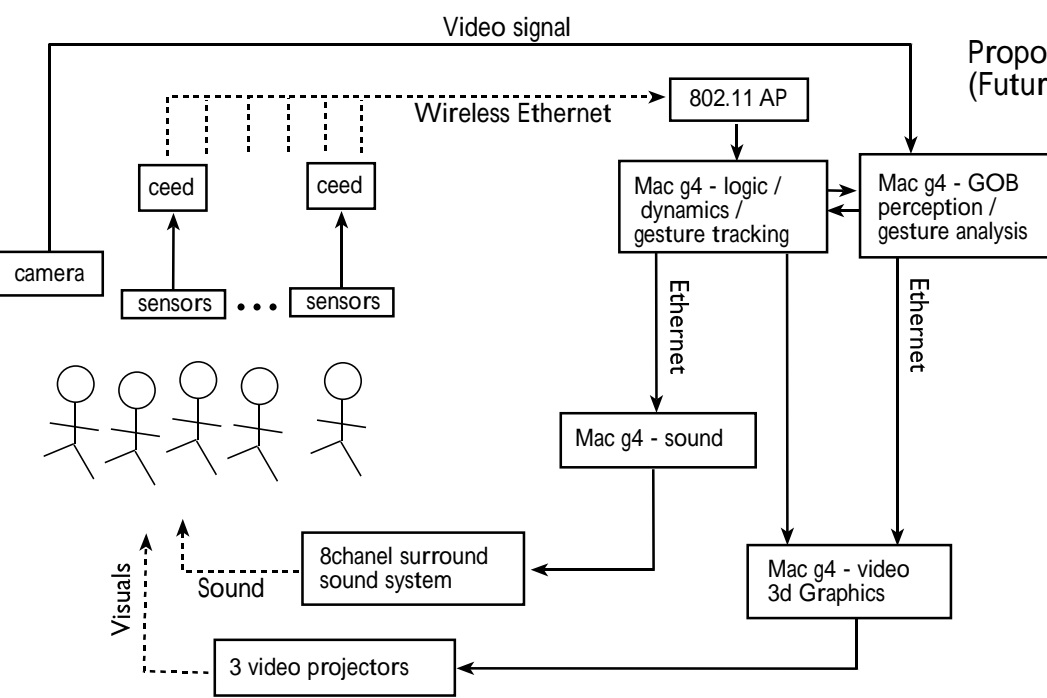 Video signal
Propo
(Futur
802.11 AP
Wireless Ethernet
ceed
ceed
Mac g4 - logic /
dynamics /
gesture tracking
Mac g4 - GOB
perception /
gesture analysis
camera
sensors
sensors
Ethernet
Ethernet
Mac g4 - sound
8chanel surround
sound system
Sound
Visuals
Mac g4 - video
3d Graphics
3 video projectors